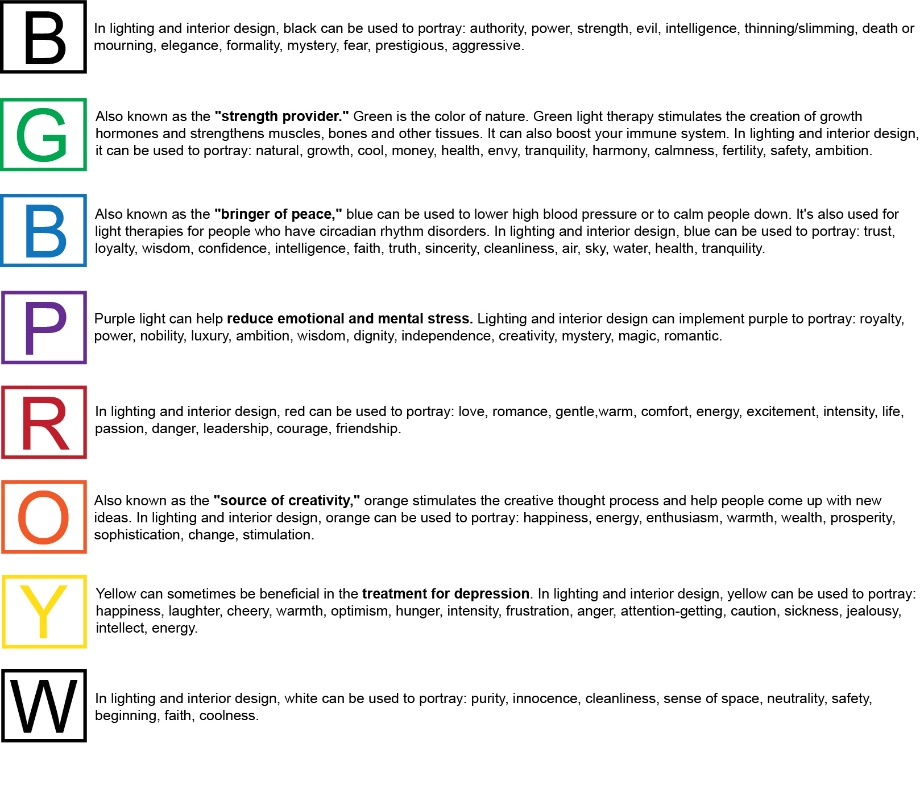 B
In lighting and interior design, black can be used to portray: authority, power, strength, evil, intelligence, thinning/slimming, death or
mourning, elegance, formality, mystery, fear, prestigious, aggressive.
G
Also known as the "strength provider." Green is the color of nature. Green light therapy stimulates the creation of growth
hormones and strengthens muscles, bones and other tissues. It can also boost your immune system. In lighting and interior design,
it can be used to portray: natural, growth, cool, money, health, envy, tranquility, harmony, calmness, fertility, safety, ambition.
B
Also known as the "bringer of peace," blue can be used to lower high blood pressure or to calm people down. It's also used for
light therapies for people who have circadian rhythm disorders. In lighting and interior design, blue can be used to portray: trust,
loyalty, wisdom, confidence, intelligence, faith, truth, sincerity, cleanliness, air, sky, water, health, tranquility.
P
Purple light can help reduce emotional and mental stress. Lighting and interior design can implement purple to portray: royalty,
power, nobility, luxury, ambition, wisdom, dignity, independence, creativity, mystery, magic, romantic.
R
In lighting and interior design, red can be used to portray: love, romance, gentle,warm, comfort, energy, excitement, intensity, life,
passion, danger, leadership, courage, friendship.
O
Also known as the "source of creativity," orange stimulates the creative thought process and help people come up with new
ideas. In lighting and interior design, orange can be used to portray: happiness, energy, enthusiasm, warmth, wealth, prosperity,
sophistication, change, stimulation.
Y
Yellow can sometimes be beneficial in the treatment for depression. In lighting and interior design, yellow can be used to portray:
happiness, laughter, cheery, warmth, optimism, hunger, intensity, frustration, anger, attention-getting, caution, sickness, jealousy,
intellect, energy.
W
In lighting and interior design, white can be used to portray: purity, innocence, cleanliness, sense of space, neutrality, safety,
beginning, faith, coolness.